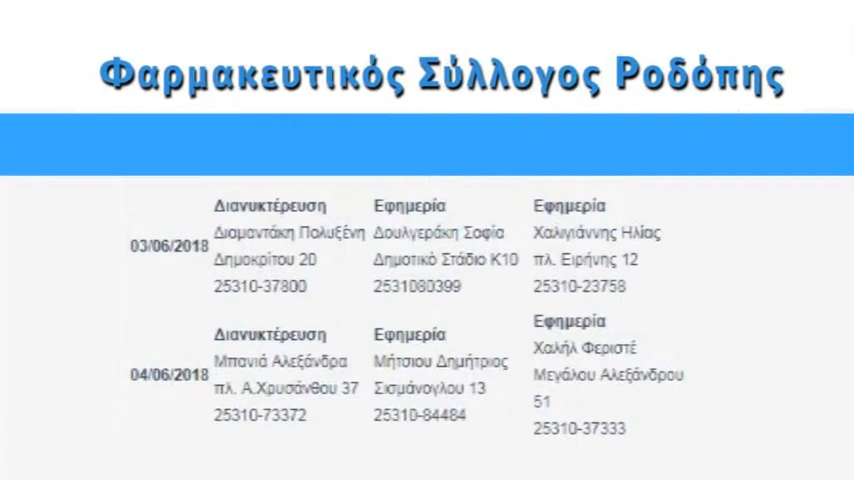 Φαρμακευτικός Σύλλογος Ροδόπης
03/06/2018
Διανυκτέρευση
Διαμαντάκη Πολυξένη
Δημοκρίτου 20
25310-37800
Εφημερία
Δουλγεράκη Σοφία
Δημοτικό Στάδιο Κ10
2531080399
Εφημερία
Χαλιγιάννης Ηλίας
πλ. Ειρήνης 12
25310-23758
04/06/2018
Διανυκτέρευση
Μπανιά Αλεξάνδρα
πλ. Α.Χρυσάνθου 37
25310-73372
Εφημερία
Μήτσιου Δημήτριος
Σισμάνογλου 13
25310-84484
Εφημερία
Χαλήλ Φεριστέ
Μεγάλου Αλεξάνδρου
51
25310-37333